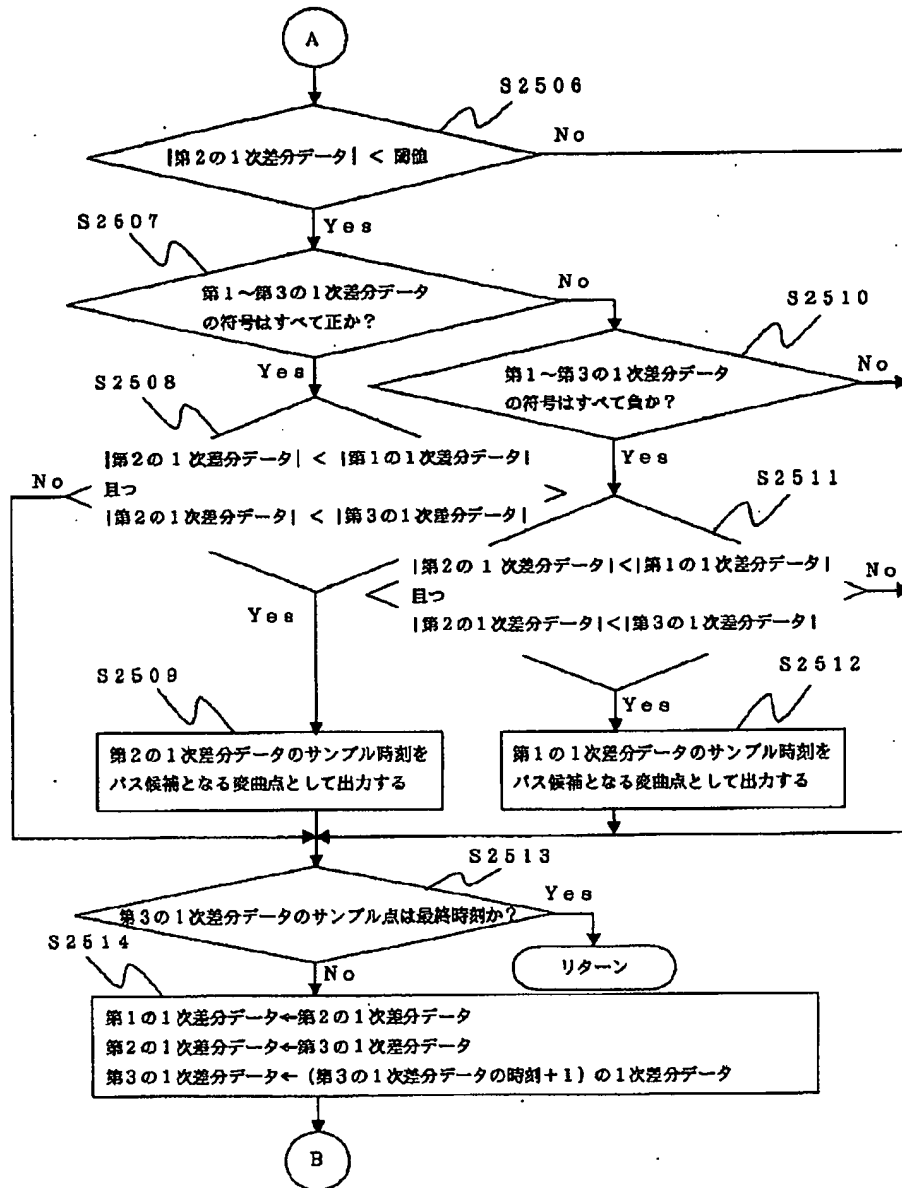 A
S2506
|第2の1次差分データ| < 閾値
No
Yes
S2507
第1~第3の1次差分データ
の符号はすべて正か?
No
Yes
S2510
第1~第3の1次差分データ
の符号はすべて負か?
No
Yes
S2508
|第2の1次差分データ| < |第1の1次差分データ|
且つ
|第2の1次差分データ| < |第3の1次差分データ|
No
Yes
S2511
|第2の1次差分データ|<|第1の1次差分データ|
且つ
|第2の1次差分データ|<|第3の1次差分データ|
No
Yes
S2509
第2の1次差分データのサンプル時刻を
パス候補となる変曲点として出力する
S2512
第1の1次差分データのサンプル時刻を
パス候補となる変曲点として出力する
S2513
第3の1次差分データのサンプル点は最終時刻か?
Yes
リターン
No
S2514
第1の1次差分データ←第2の1次差分データ
第2の1次差分データ←第3の1次差分データ
第3の1次差分データ←(第3の1次差分データの時刻+1)の1次差分データ
B